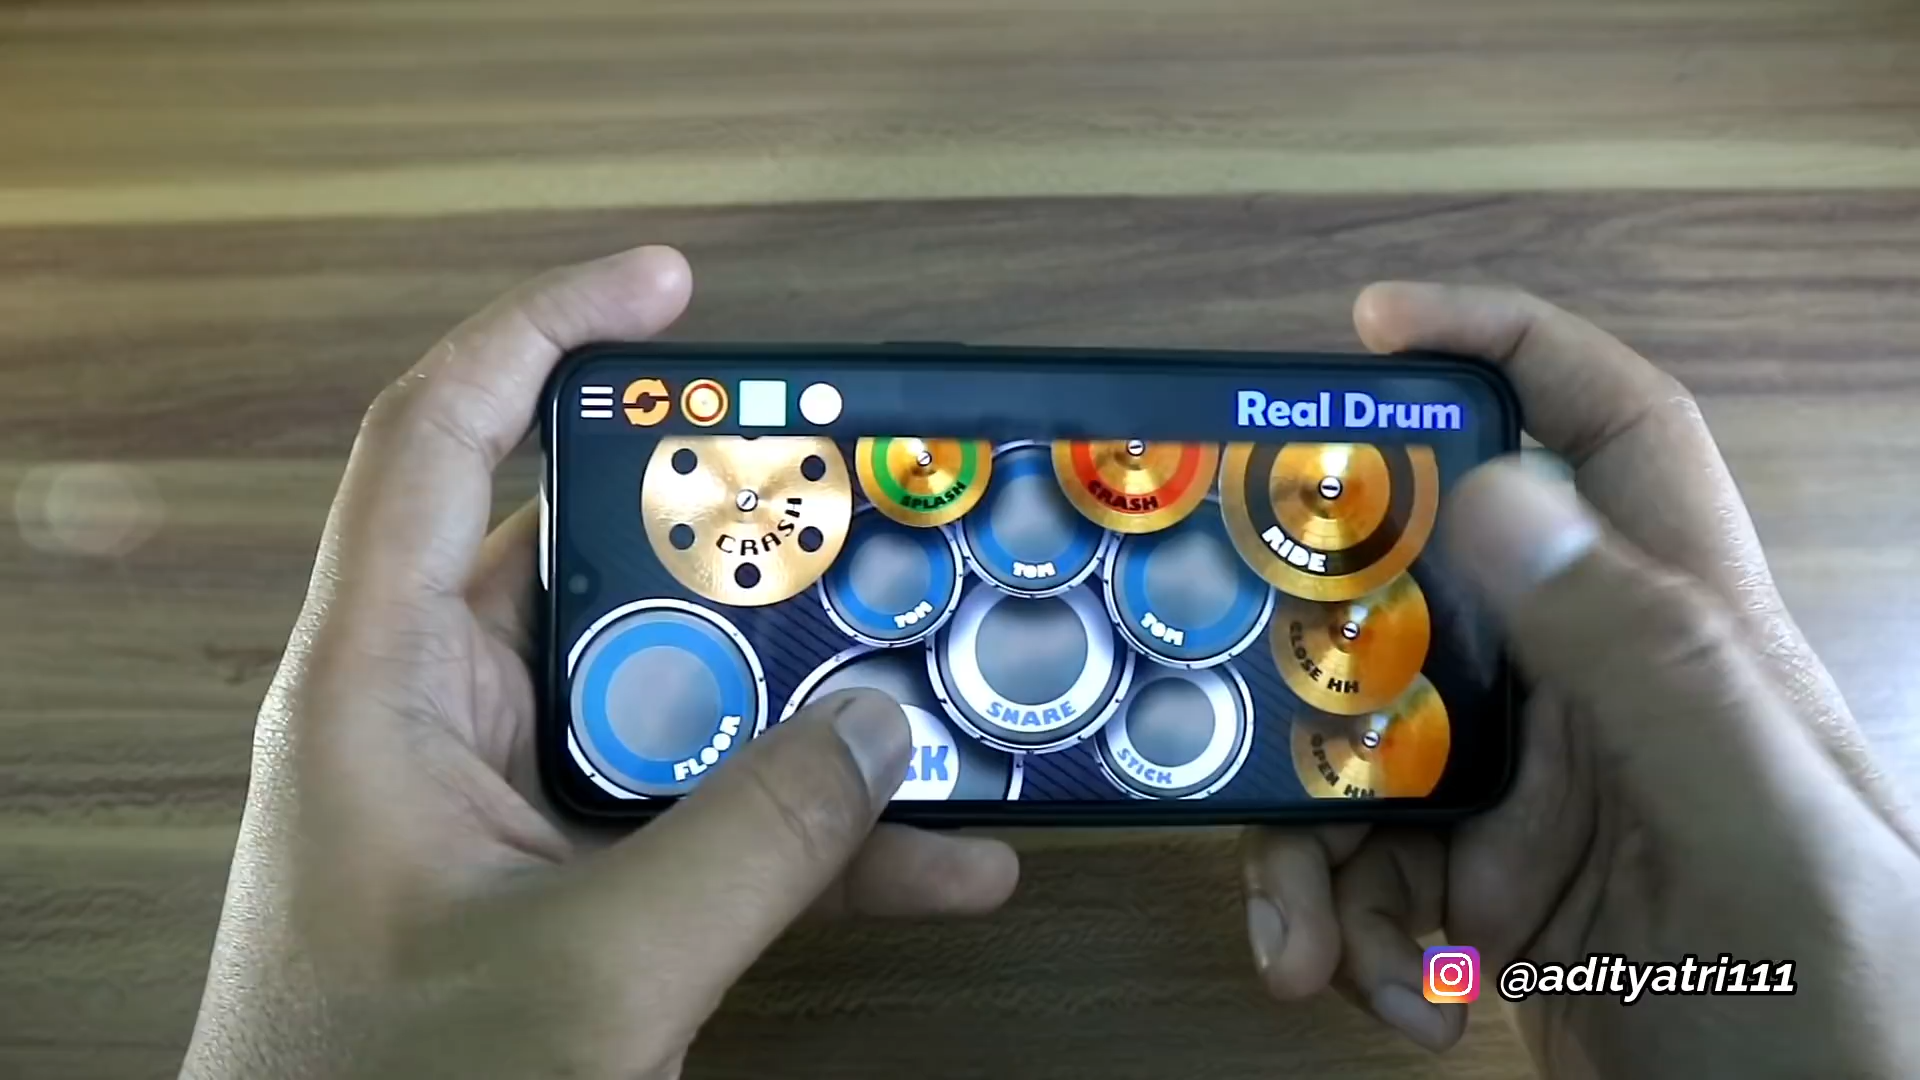 Real Drum
CRASH
SPLASH
CRASH
RIDE
TOM
TOM
TOM
CLOSE HH
SNARE
FLOOR
STICK
OPEN HH
@adityatri111